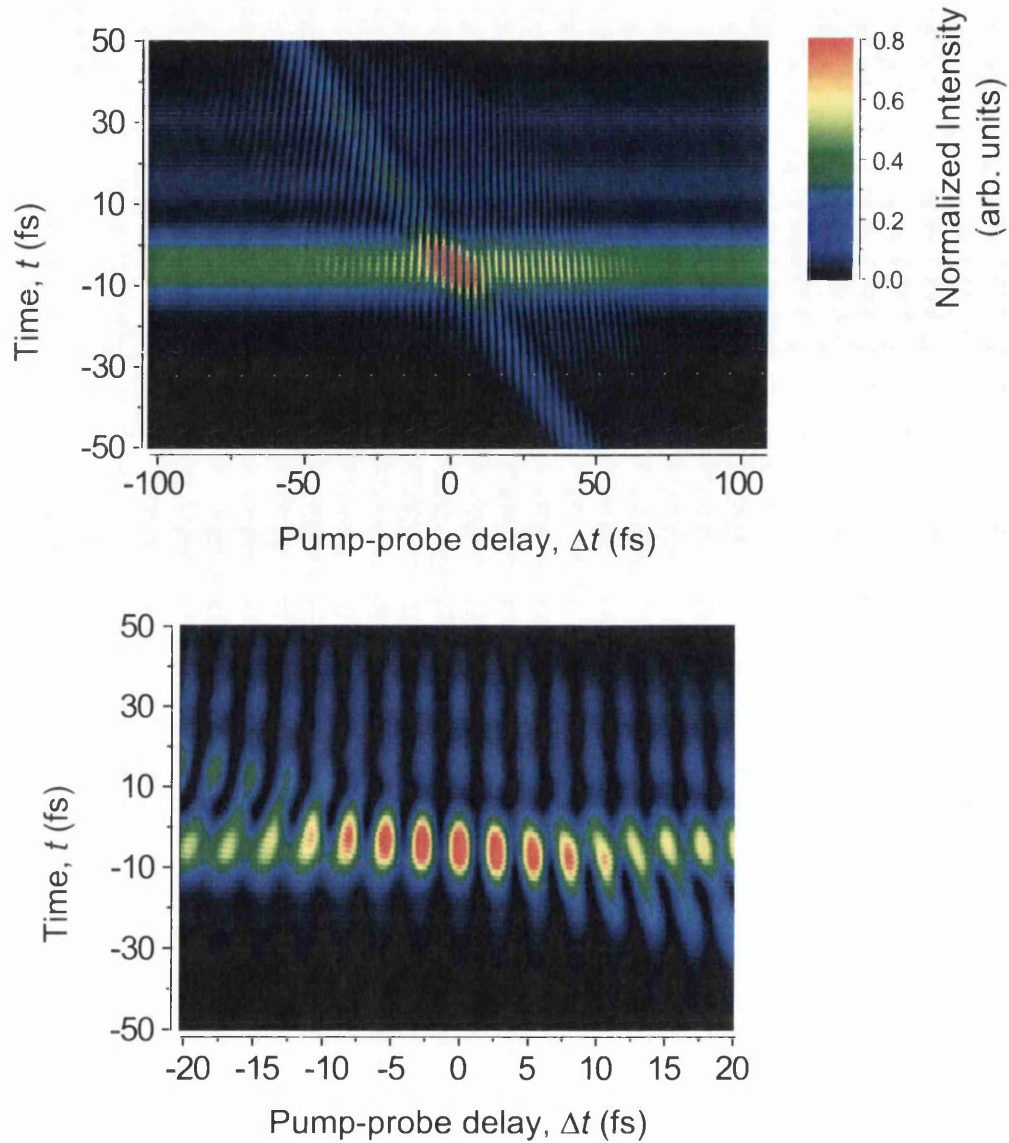 50
30
10
-10
-30
-50
Time, t (fs)
-100 -50 0 50 100
Pump-probe delay, Δt (fs)
0.8
0.6
0.4
0.2
0.0
Normalized Intensity
(arb. units)
50
30
10
-10
-30
-50
Time, t (fs)
-20 -15 -10 -5 0 5 10 15 20
Pump-probe delay, Δt (fs)